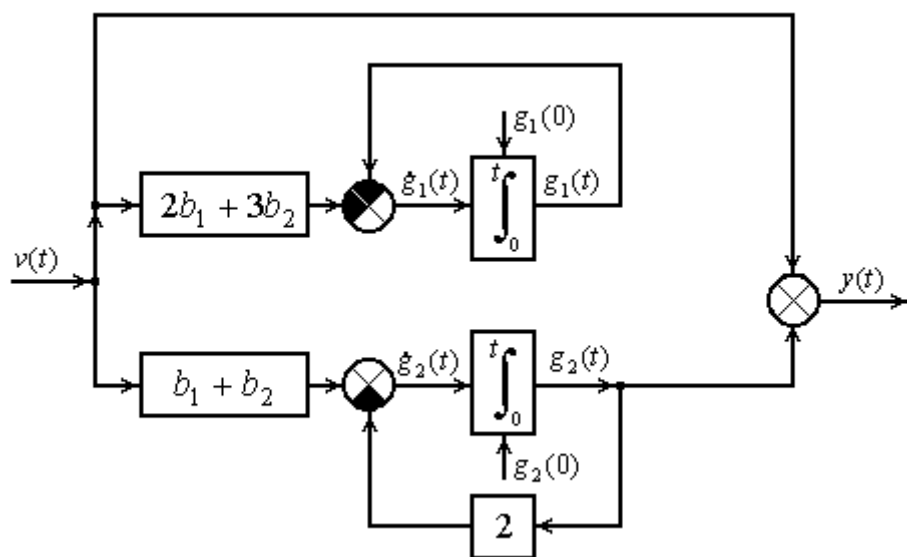 g₁(0)
2b₁ + 3b₂
ġ₁(t)
t
∫
0
g₁(t)
v(t)
y(t)
b₁ + b₂
ġ₂(t)
t
∫
0
g₂(t)
g₂(0)
2